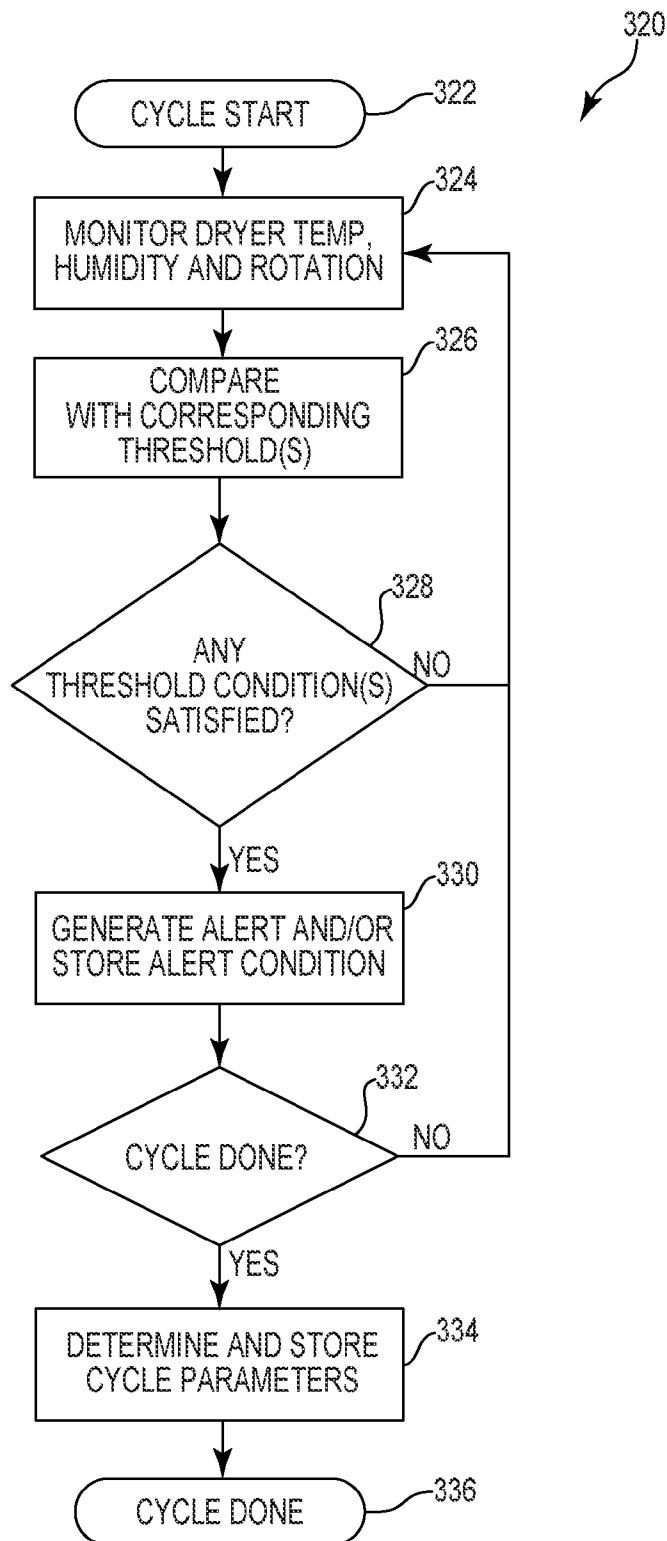 320
CYCLE START
322
324
MONITOR DRYER TEMP,
HUMIDITY AND ROTATION
326
COMPARE
WITH CORRESPONDING
THRESHOLD(S)
328
ANY
THRESHOLD CONDITION(S)
SATISFIED?
NO
YES
330
GENERATE ALERT AND/OR
STORE ALERT CONDITION
332
CYCLE DONE?
NO
YES
334
DETERMINE AND STORE
CYCLE PARAMETERS
CYCLE DONE
336